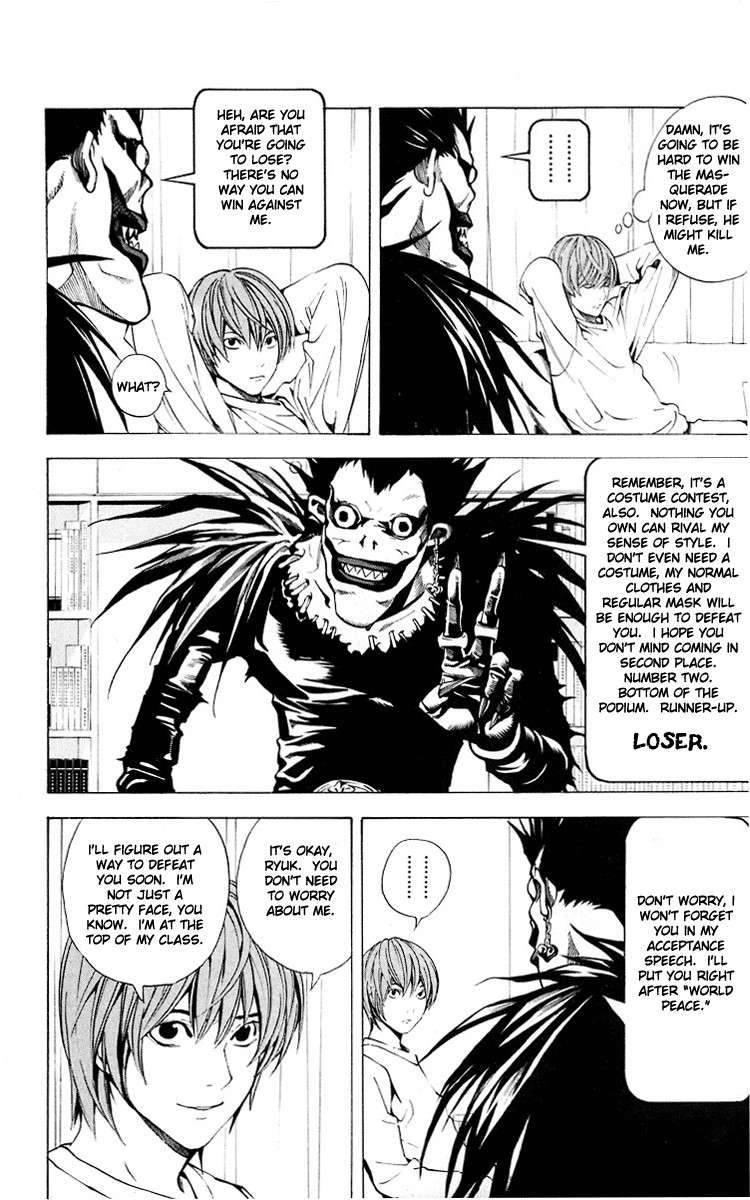 DAMN, IT'S
GOING TO BE
HARD TO WIN
THE MAS-
QUERADE
NOW, BUT IF
I REFUSE, HE
MIGHT KILL
ME.
HEH, ARE YOU
AFRAID THAT
YOU'RE GOING
TO LOSE?
THERE'S NO
WAY YOU CAN
WIN AGAINST
ME.
WHAT?
REMEMBER, IT'S A
COSTUME CONTEST,
ALSO. NOTHING YOU
OWN CAN RIVAL MY
SENSE OF STYLE. I
DON'T EVEN NEED A
COSTUME, MY NORMAL
CLOTHES AND
REGULAR MASK WILL
BE ENOUGH TO DEFEAT
YOU. I HOPE YOU
DON'T MIND COMING IN
SECOND PLACE.
NUMBER TWO.
BOTTOM OF THE
PODIUM. RUNNER-UP.
LOSER.
DON'T WORRY, I
WON'T FORGET
YOU IN MY
ACCEPTANCE
SPEECH. I'LL
PUT YOU RIGHT
AFTER "WORLD
PEACE."
IT'S OKAY,
RYUK. YOU
DON'T NEED
TO WORRY
ABOUT ME.
I'LL FIGURE OUT A
WAY TO DEFEAT
YOU SOON. I'M
NOT JUST A
PRETTY FACE, YOU
KNOW. I'M AT THE
TOP OF MY CLASS.